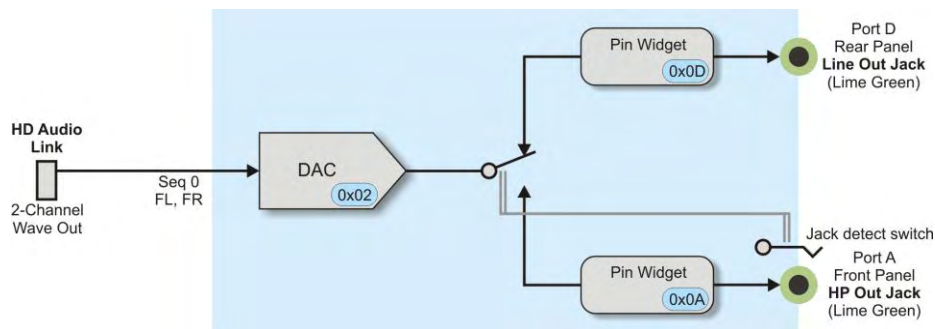 HD Audio
Link
2-Channel
Wave Out
Seq 0
FL, FR
DAC
0x02
Pin Widget
0x0D
Port D
Rear Panel
Line Out Jack
(Lime Green)
Jack detect switch
Pin Widget
0x0A
Port A
Front Panel
HP Out Jack
(Lime Green)